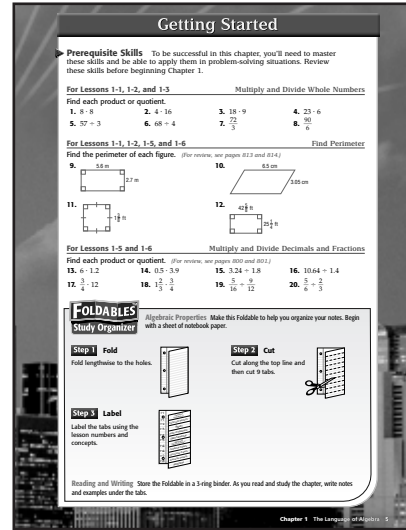 Getting Started
Prerequisite Skills To be successful in this chapter, you'll need to master
these skills and be able to apply them in problem-solving situations. Review
these skills before beginning Chapter 1.
For Lessons 1-1, 1-2, and 1-3 Multiply and Divide Whole Numbers
Find each product or quotient.
1. 8 · 8 2. 4 · 16 3. 18 · 9 4. 23 · 6
5. 57 ÷ 3 6. 68 ÷ 4 7. 72/3 8. 90/6
For Lessons 1-1, 1-2, 1-5, and 1-6 Find Perimeter
Find the perimeter of each figure. (For review, see pages 813 and 814.)
9. 5.6 m 2.7 m 10. 6.5 cm 3.05 cm
11. ft 12. ft ft
For Lessons 1-5 and 1-6 Multiply and Divide Decimals and Fractions
Find each product or quotient. (For review, see pages 800 and 801.)
13. 6 · 1.2 14. 0.5 · 3.9 15. 3.24 ÷ 1.8 16. 10.64 ÷ 1.4
17. 3/4 · 12 18. 1 2/3 · 3/4 19. 5/16 ÷ 9/12 20. 5/6 ÷ 2/3
FOLDABLES
Study Organizer
Algebraic Properties Make this Foldable to help you organize your notes. Begin
with a sheet of notebook paper.
Step 1 Fold
Fold lengthwise to the holes.
Step 2 Cut
Cut along the top line and
then cut 9 tabs.
Step 3 Label
Label the tabs using the
lesson numbers and
concepts.
Reading and Writing Store the Foldable in a 3-ring binder. As you read and study the chapter, write notes
and examples under the tabs.
Chapter 1 The Language of Algebra 5